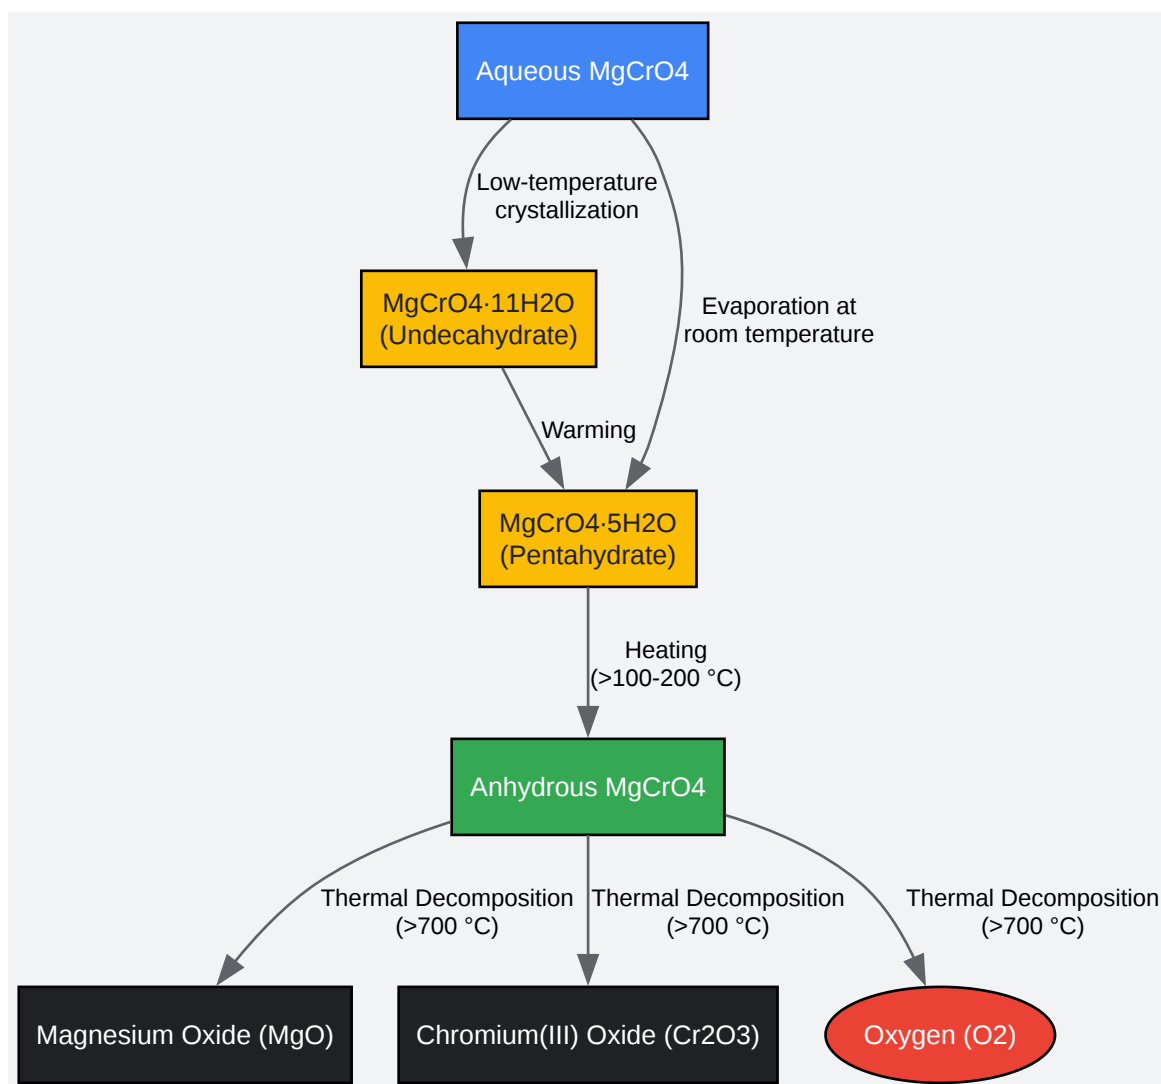 Aqueous MgCrO4
Low-temperature
crystallization
MgCrO4·11H2O
(Undecahydrate)
Evaporation at
room temperature
Warming
MgCrO4·5H2O
(Pentahydrate)
Heating
(>100-200 °C)
Anhydrous MgCrO4
Thermal Decomposition
(>700 °C)
Thermal Decomposition
(>700 °C)
Thermal Decomposition
(>700 °C)
Magnesium Oxide (MgO)
Chromium(III) Oxide (Cr2O3)
Oxygen (O2)